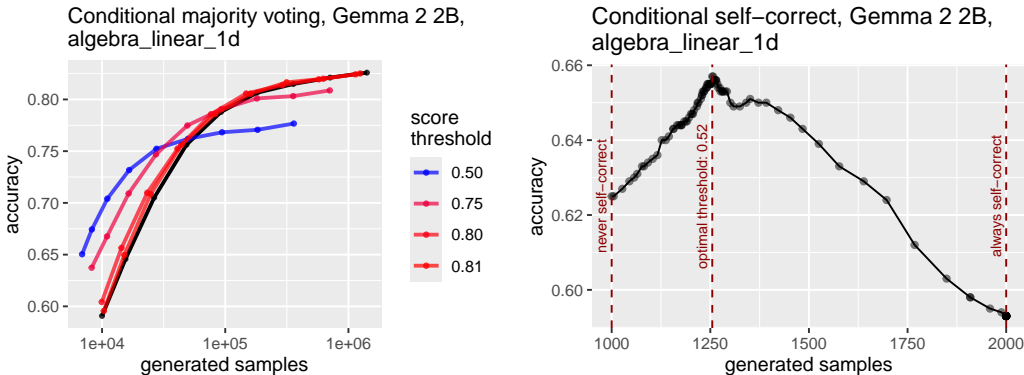 Conditional majority voting, Gemma 2 2B,
algebra_linear_1d
accuracy
0.80
0.75
0.70
0.65
0.60
1e+04
1e+05
1e+06
generated samples
score
threshold
0.50
0.75
0.80
0.81
Conditional self−correct, Gemma 2 2B,
algebra_linear_1d
accuracy
0.66
0.64
0.62
0.60
never self−correct
optimal threshold: 0.52
always self−correct
1000
1250
1500
1750
2000
generated samples